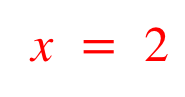 x = 2